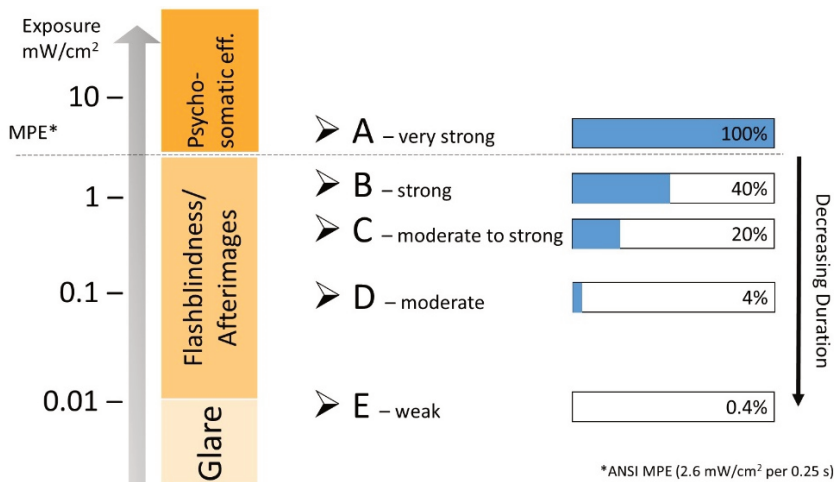 Exposure
mW/cm²
10 –
MPE*
1 –
0.1 –
0.01 –
Psycho-
somatic eff.
Flashblindness/
Afterimages
Glare
➢ A – very strong
100%
➢ B – strong
40%
➢ C – moderate to strong
20%
➢ D – moderate
4%
➢ E – weak
0.4%
Decreasing Duration
*ANSI MPE (2.6 mW/cm² per 0.25 s)